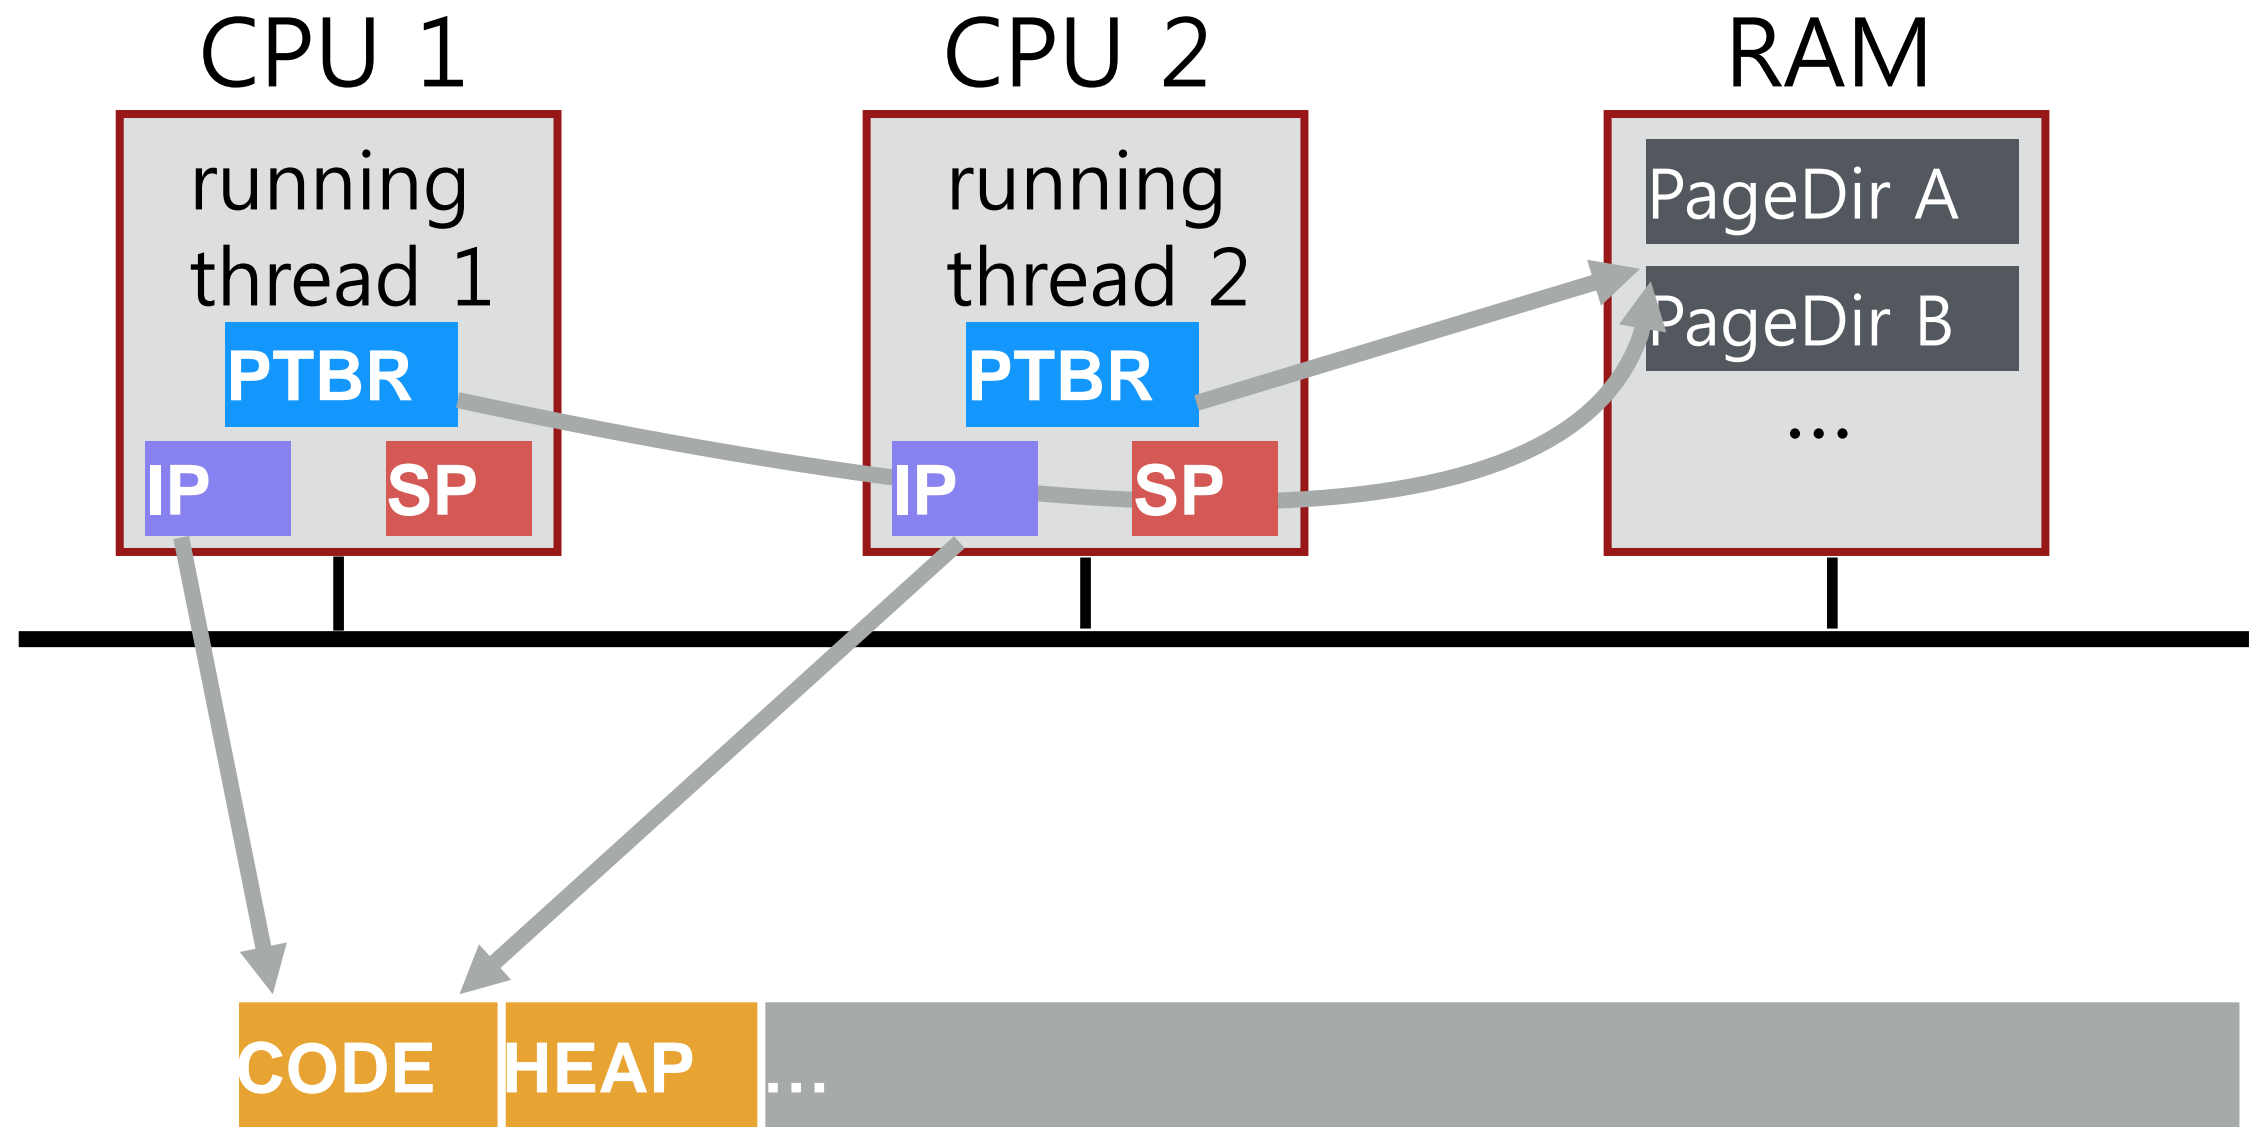 CPU 1
CPU 2
RAM
running
thread 1
PTBR
IP
SP
running
thread 2
PTBR
IP
SP
PageDir A
PageDir B
...
CODE
HEAP
...